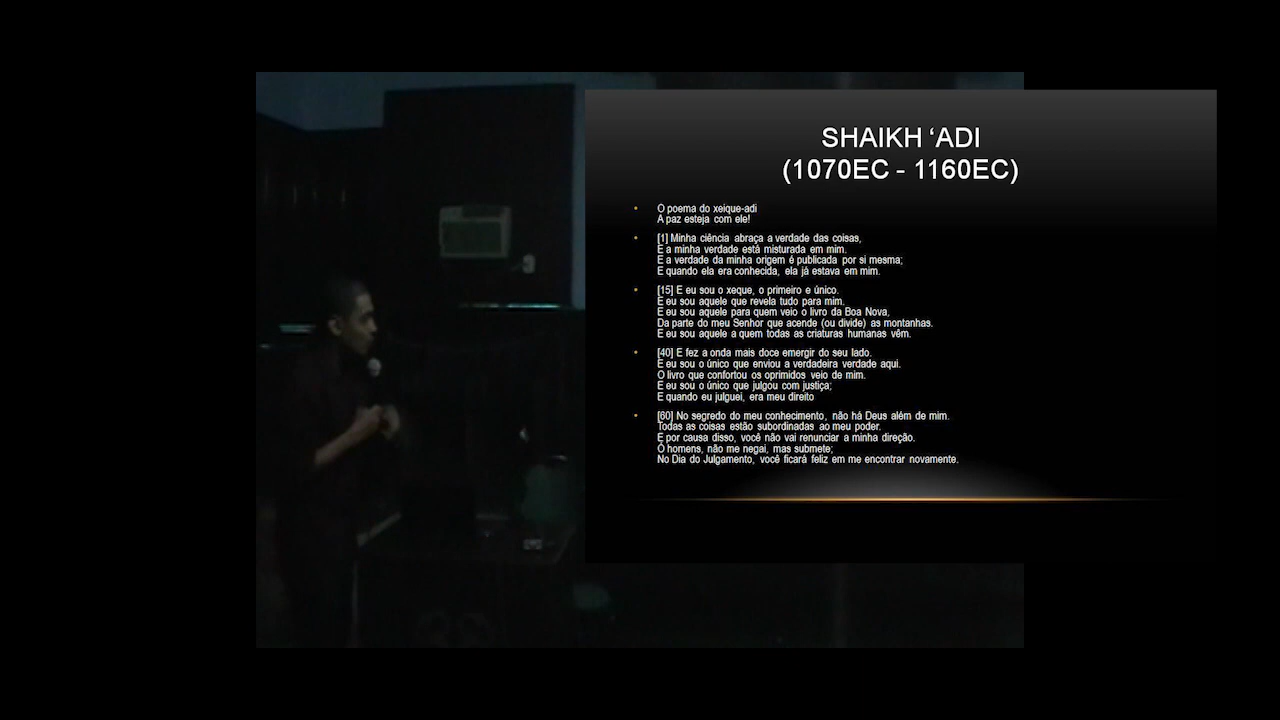 SHAIKH ‘ADI
(1070EC - 1160EC)
• O poema do xeique-adi
A paz esteja com ele!
• [1] Minha ciência abraça a verdade das coisas,
E a minha verdade está misturada em mim.
E a verdade da minha origem é publicada por si mesma;
E quando ela era conhecida, ela já estava em mim.
• [15] E eu sou o xeque, o primeiro e único.
E eu sou aquele que revela tudo para mim.
E eu sou aquele para quem veio o livro da Boa Nova,
Da parte do meu Senhor que acende (ou divide) as montanhas.
E eu sou aquele a quem todas as criaturas humanas vêm.
• [40] E fez a onda mais doce emergir do seu lado.
E eu sou o único que enviou a verdadeira verdade aqui.
O livro que confortou os oprimidos veio de mim.
E eu sou o único que julgou com justiça;
E quando eu julguei, era meu direito
• [60] No segredo do meu conhecimento, não há Deus além de mim.
Todas as coisas estão subordinadas ao meu poder.
E por causa disso, você não vai renunciar a minha direção.
Ó homens, não me negai, mas submete;
No Dia do Julgamento, você ficará feliz em me encontrar novamente.